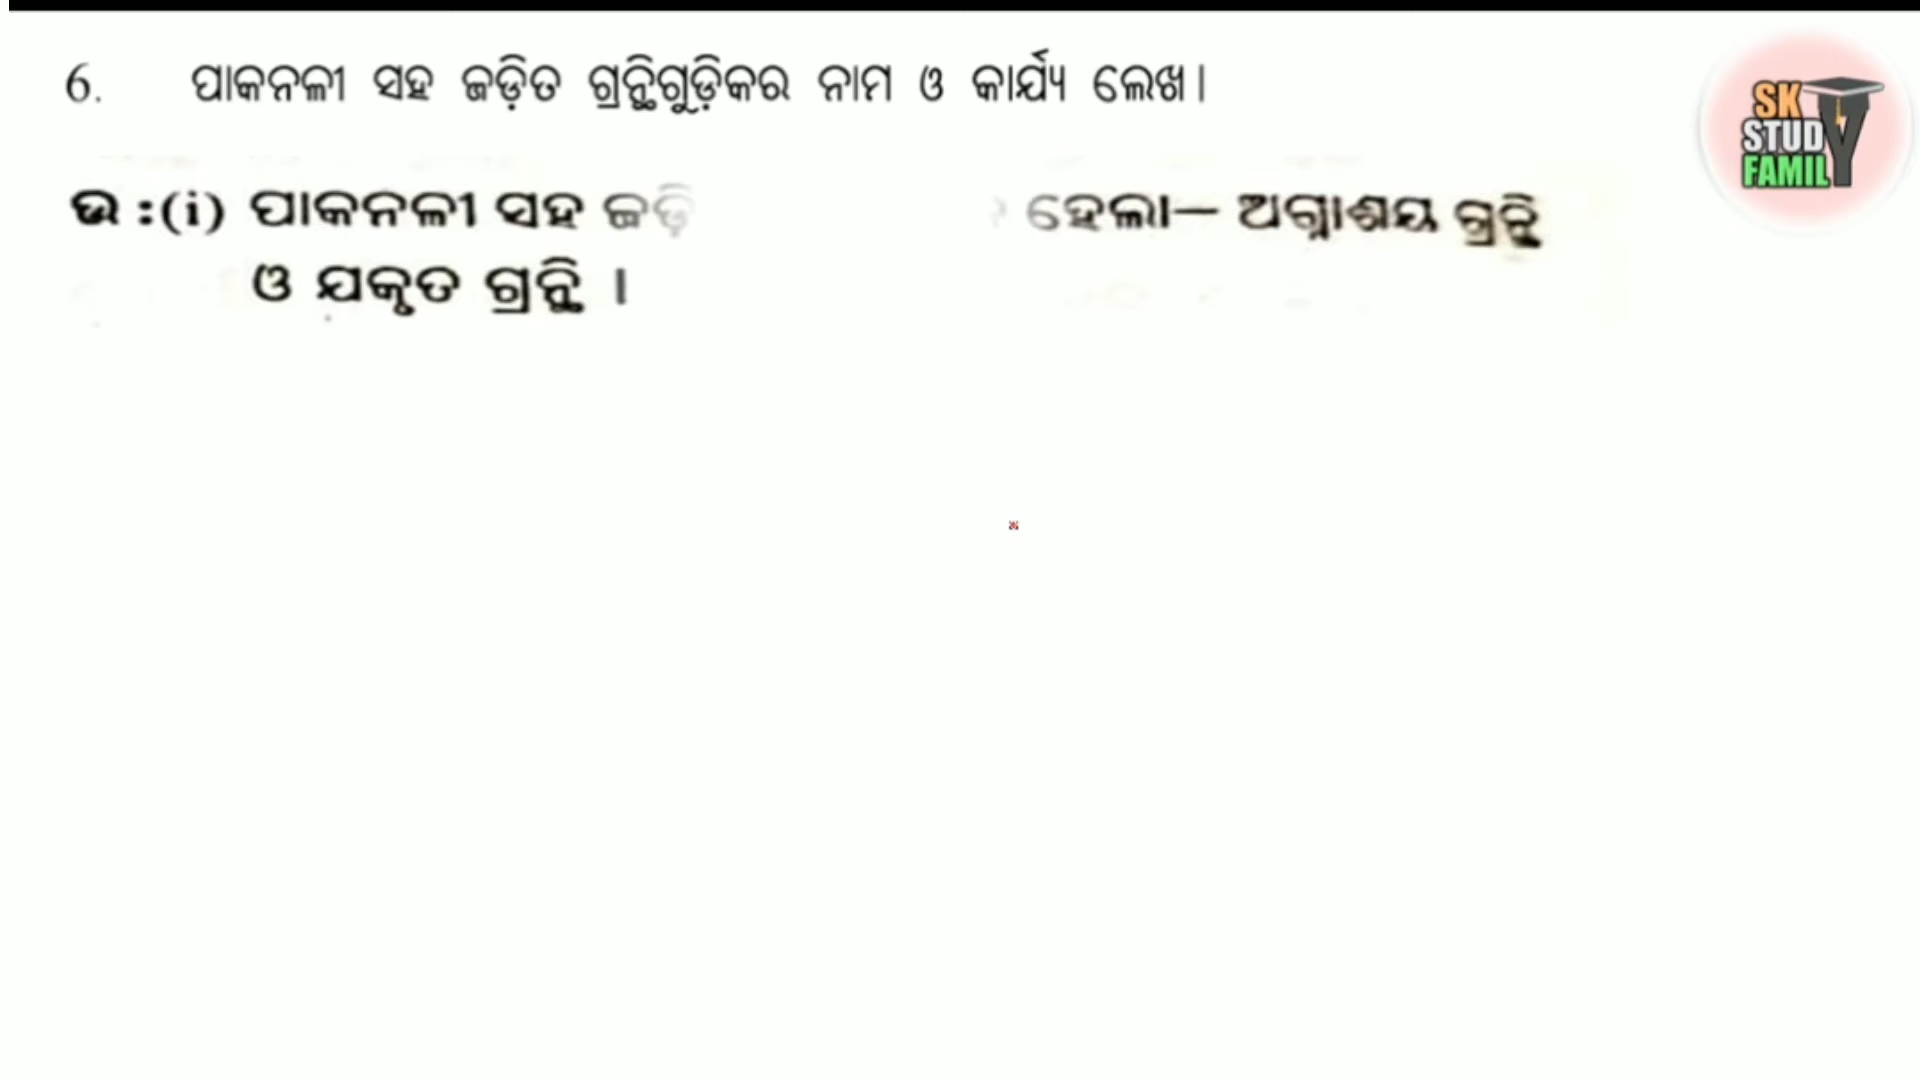 6. ପାକନଳୀ ସହ ଜଡ଼ିତ ଗ୍ରନ୍ଥିଗୁଡ଼ିକର ନାମ ଓ କାର୍ଯ୍ୟ ଲେଖ।
ଉ :(i) ପାକନଳୀ ସହ ହେଲା— ଅଗ୍ନାଶୟ ଗ୍ରନ୍ଥି
ଓ ଯକୃତ ଗ୍ରନ୍ଥି ।
SK
STUDY
FAMILY